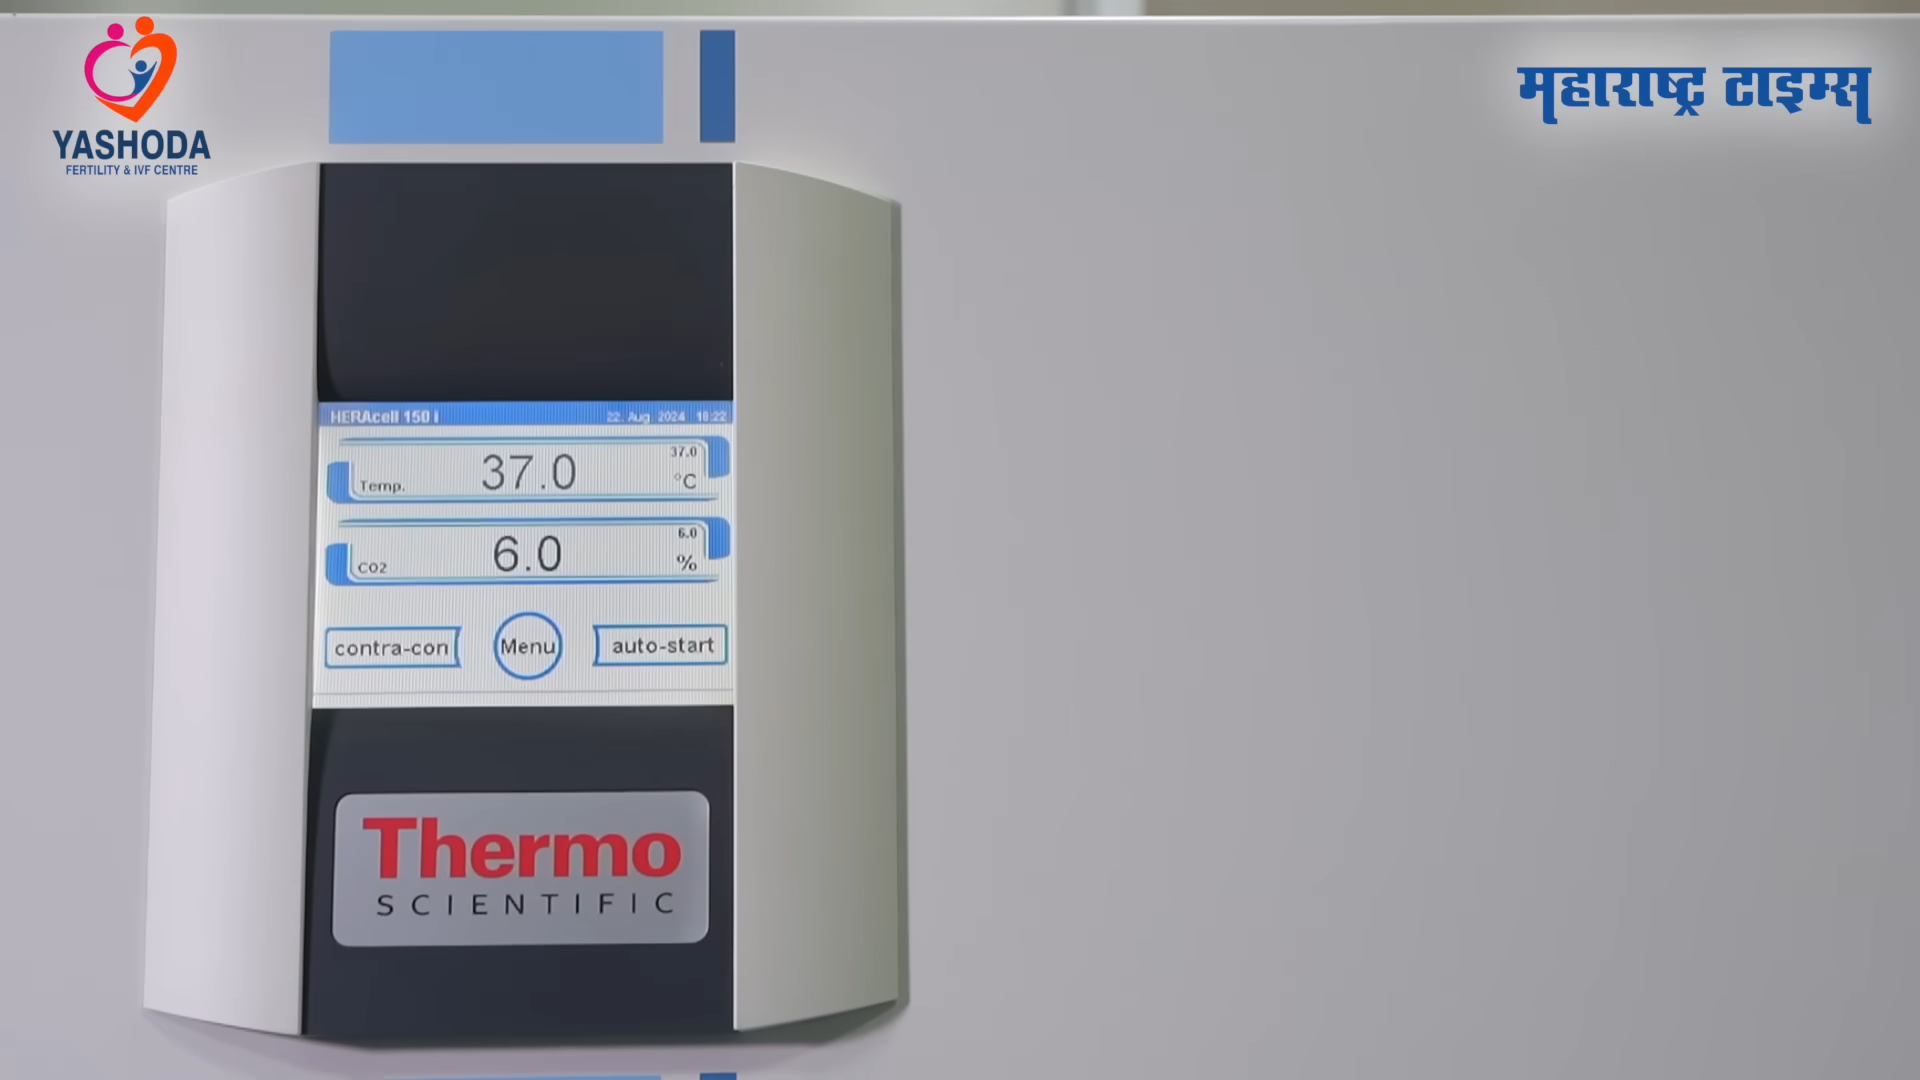 YASHODA
FERTILITY & IVF CENTRE
महाराष्ट्र टाइम्स
HERAcell 150 i
22. Aug 2024 18:22
37.0
Temp. 37.0 °C
6.0
CO2 6.0 %
contra-con Menu auto-start
Thermo
SCIENTIFIC